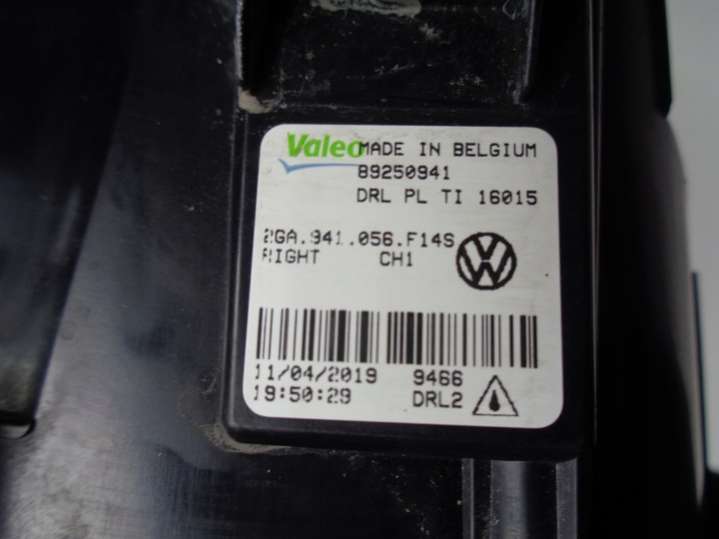 Valeo MADE IN BELGIUM
89250941
DRL PL TI 16015
2GA.941.056.F14S
RIGHT CH1
11/04/2019 9466
19:50:29 DRL2